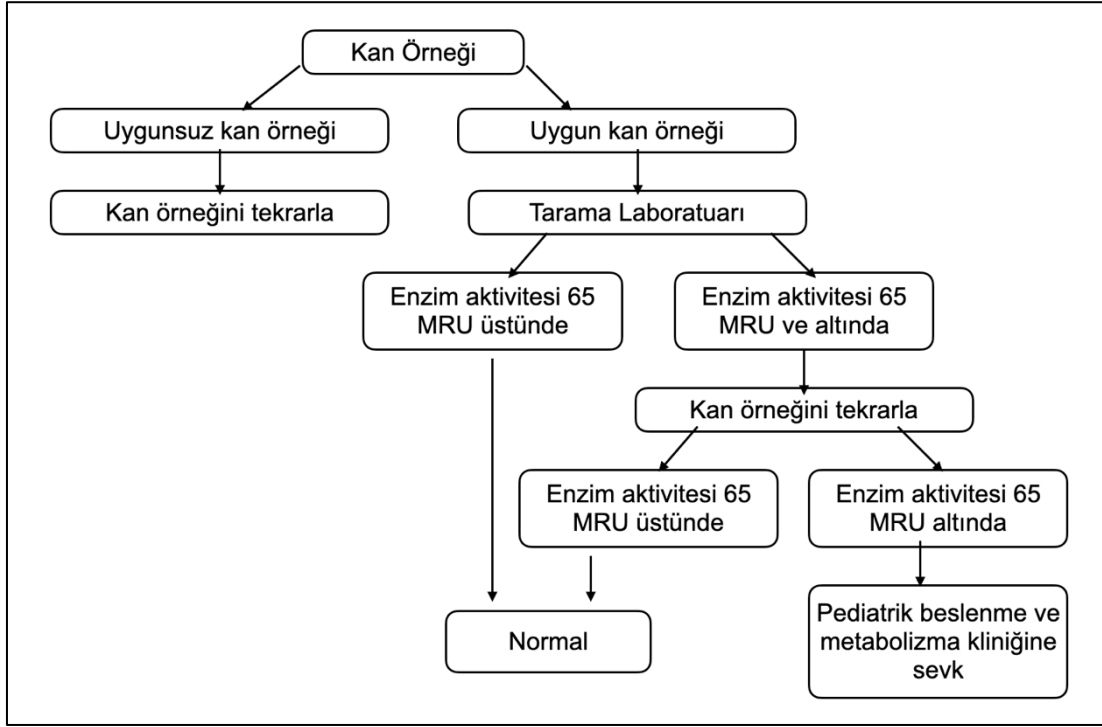 Kan Örneği
Uygunsuz kan örneği
Uygun kan örneği
Kan örneğini tekrarla
Tarama Laboratuarı
Enzim aktivitesi 65
MRU üstünde
Enzim aktivitesi 65
MRU ve altında
Kan örneğini tekrarla
Enzim aktivitesi 65
MRU üstünde
Enzim aktivitesi 65
MRU altında
Normal
Pediatrik beslenme ve
metabolizma kliniğine
sevk